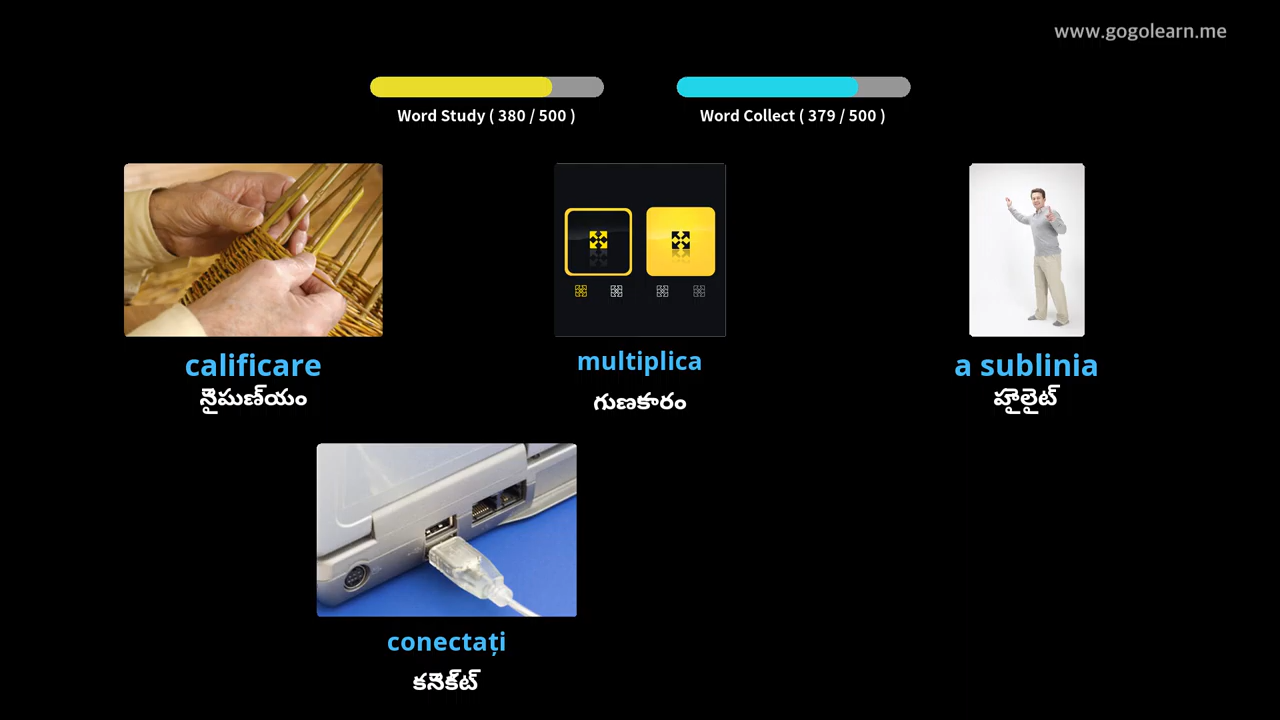 www.gogolearn.me
Word Study ( 380 / 500 )
Word Collect ( 379 / 500 )
calificare
నైపుణ్యం
multiplica
గుణకారం
a sublinia
హైలైట్
conectați
కనెక్ట్